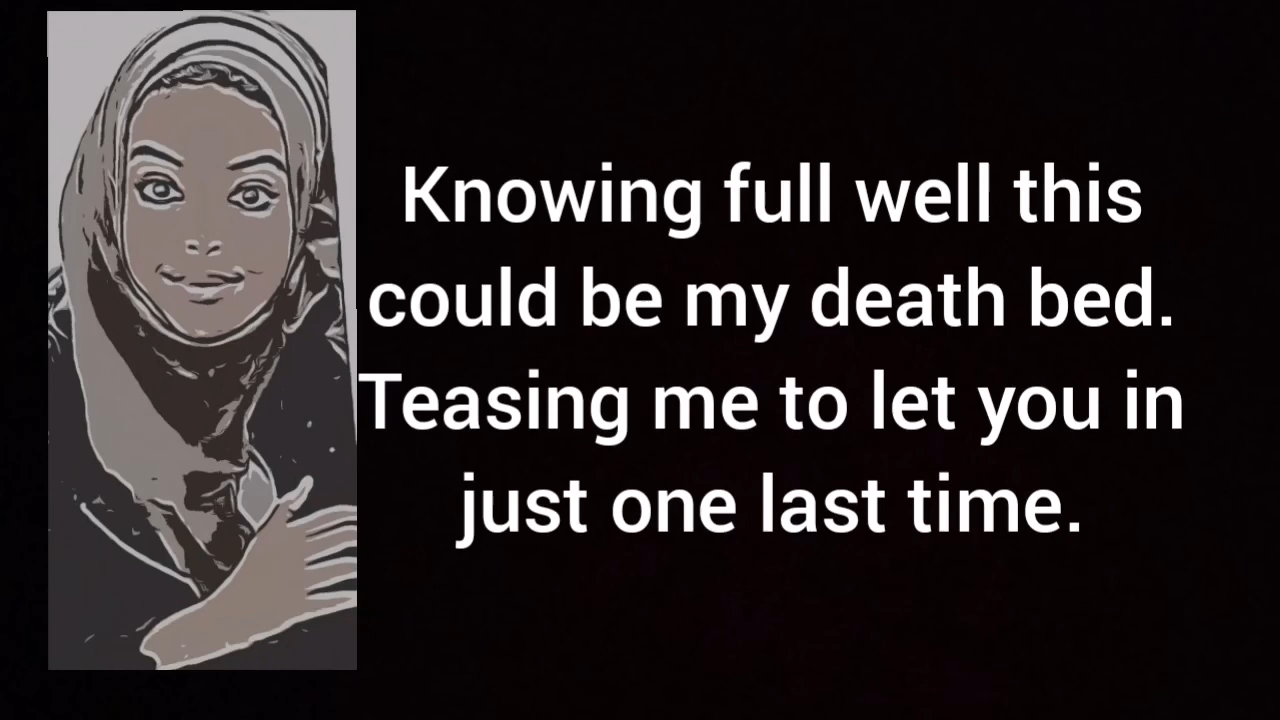 Knowing full well this
could be my death bed.
Teasing me to let you in
just one last time.